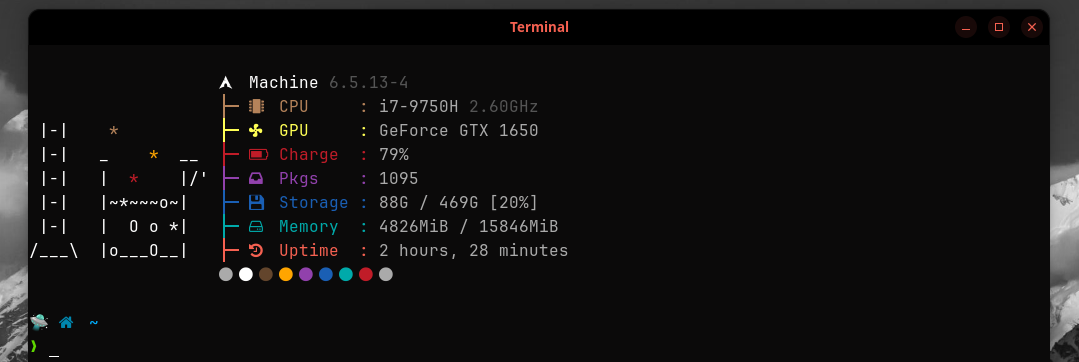 Terminal
Machine 6.5.13-4
CPU : i7-9750H 2.60GHz
|-| * GPU : GeForce GTX 1650
|-| _ * __ Charge : 79%
|-| | * |/' Pkgs : 1095
|-| |~*~~~o~| Storage : 88G / 469G [20%]
|-| | O o *| Memory : 4826MiB / 15846MiB
/___\ |o___O__| Uptime : 2 hours, 28 minutes
~
❯ _